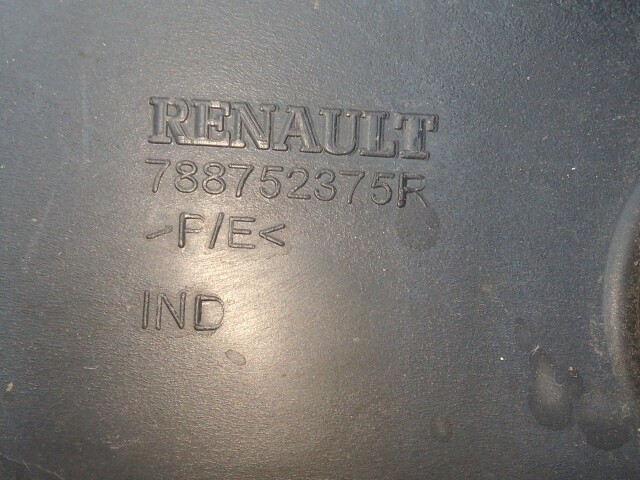 RENAULT
788752375R
>P/E<
IND